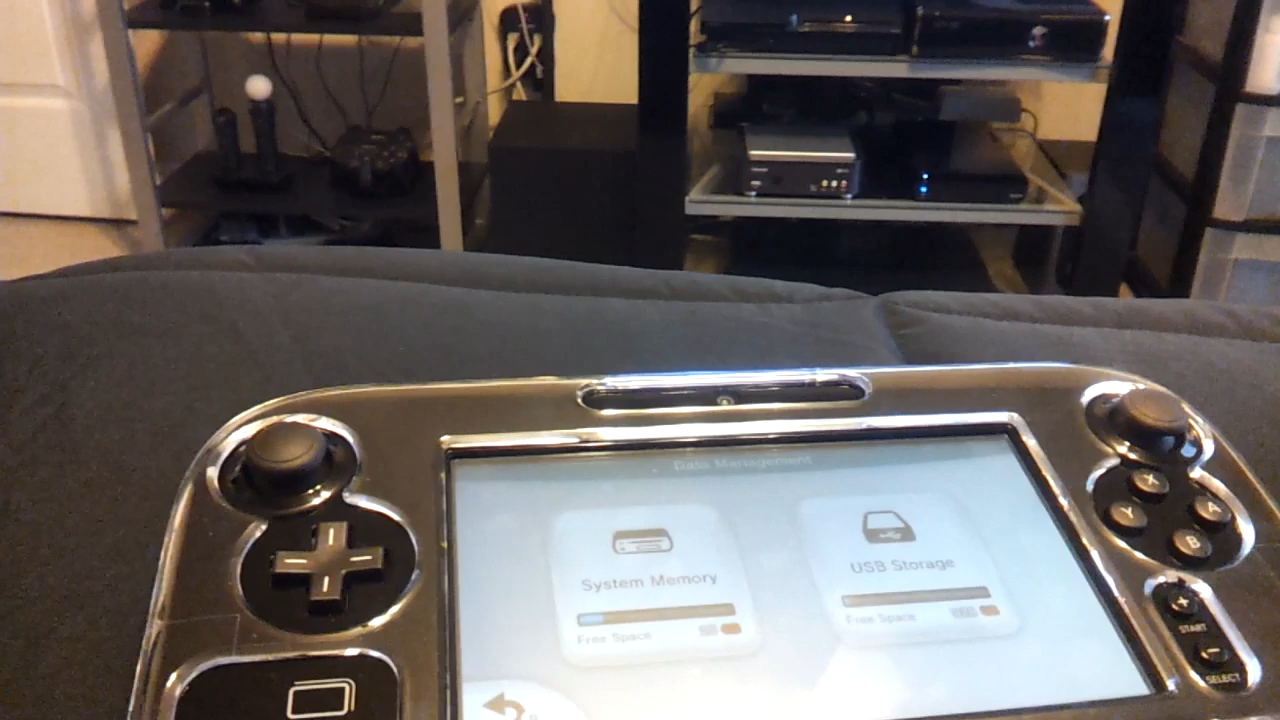 Data Management
System Memory
Free Space
USB Storage
Free Space
X
Y
A
B
+
START
-
SELECT